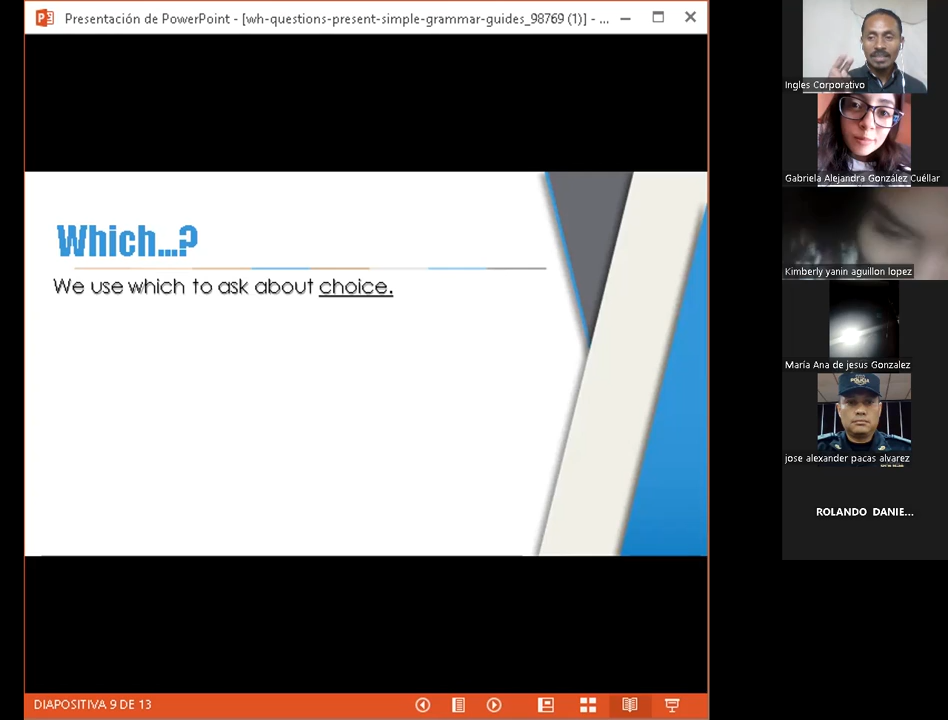 Presentación de PowerPoint - [wh-questions-present-simple-grammar-guides_98769 (1)] - ...
Which...?
We use which to ask about choice.
DIAPOSITIVA 9 DE 13
Ingles Corporativo
Gabriela Alejandra González Cuéllar
Kimberly yanin aguillon lopez
María Ana de jesus Gonzalez
POLICIA
jose alexander pacas alvarez
ROLANDO DANIE...